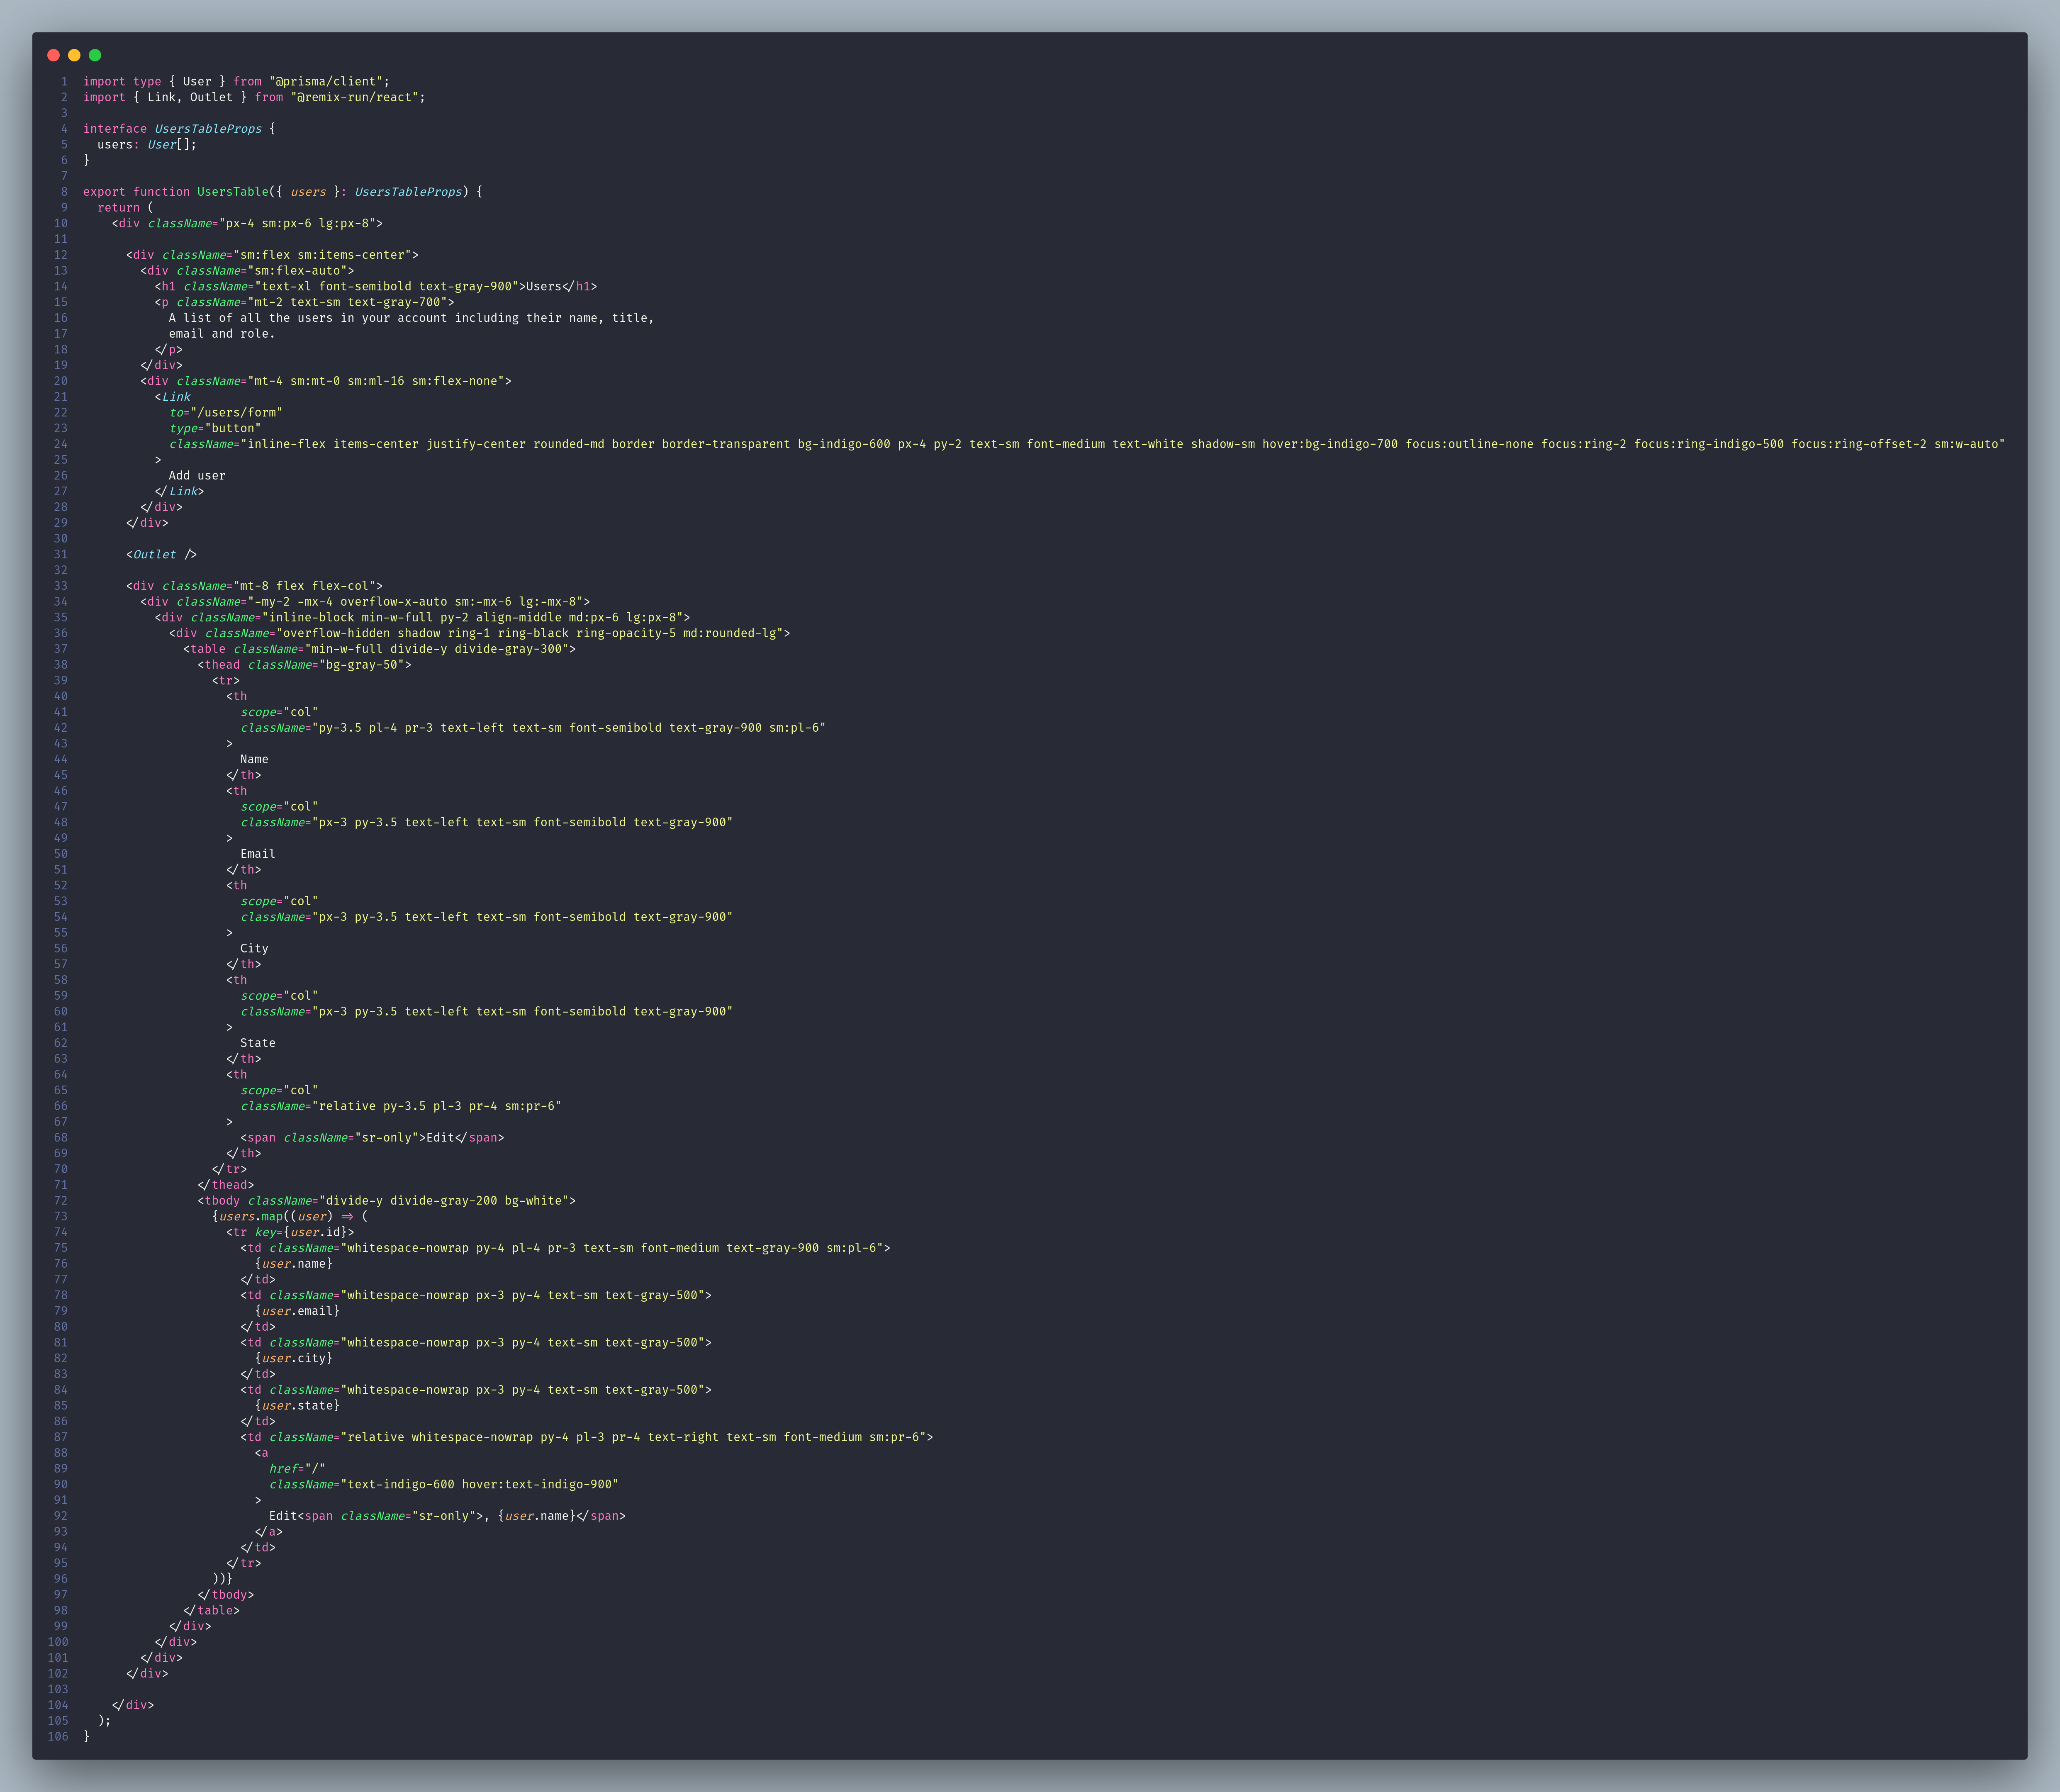 1 import type { User } from "@prisma/client";
2 import { Link, Outlet } from "@remix-run/react";
3
4 interface UsersTableProps {
5   users: User[];
6 }
7
8 export function UsersTable({ users }: UsersTableProps) {
9   return (
10     <div className="px-4 sm:px-6 lg:px-8">
11
12       <div className="sm:flex sm:items-center">
13         <div className="sm:flex-auto">
14           <h1 className="text-xl font-semibold text-gray-900">Users</h1>
15           <p className="mt-2 text-sm text-gray-700">
16             A list of all the users in your account including their name, title,
17             email and role.
18           </p>
19         </div>
20         <div className="mt-4 sm:mt-0 sm:ml-16 sm:flex-none">
21           <Link
22             to="/users/form"
23             type="button"
24             className="inline-flex items-center justify-center rounded-md border border-transparent bg-indigo-600 px-4 py-2 text-sm font-medium text-white shadow-sm hover:bg-indigo-700 focus:outline-none focus:ring-2 focus:ring-indigo-500 focus:ring-offset-2 sm:w-auto"
25           >
26             Add user
27           </Link>
28         </div>
29       </div>
30
31       <Outlet />
32
33       <div className="mt-8 flex flex-col">
34         <div className="-my-2 -mx-4 overflow-x-auto sm:-mx-6 lg:-mx-8">
35           <div className="inline-block min-w-full py-2 align-middle md:px-6 lg:px-8">
36             <div className="overflow-hidden shadow ring-1 ring-black ring-opacity-5 md:rounded-lg">
37               <table className="min-w-full divide-y divide-gray-300">
38                 <thead className="bg-gray-50">
39                   <tr>
40                     <th
41                       scope="col"
42                       className="py-3.5 pl-4 pr-3 text-left text-sm font-semibold text-gray-900 sm:pl-6"
43                     >
44                       Name
45                     </th>
46                     <th
47                       scope="col"
48                       className="px-3 py-3.5 text-left text-sm font-semibold text-gray-900"
49                     >
50                       Email
51                     </th>
52                     <th
53                       scope="col"
54                       className="px-3 py-3.5 text-left text-sm font-semibold text-gray-900"
55                     >
56                       City
57                     </th>
58                     <th
59                       scope="col"
60                       className="px-3 py-3.5 text-left text-sm font-semibold text-gray-900"
61                     >
62                       State
63                     </th>
64                     <th
65                       scope="col"
66                       className="relative py-3.5 pl-3 pr-4 sm:pr-6"
67                     >
68                       <span className="sr-only">Edit</span>
69                     </th>
70                   </tr>
71                 </thead>
72                 <tbody className="divide-y divide-gray-200 bg-white">
73                   {users.map((user) => (
74                     <tr key={user.id}>
75                       <td className="whitespace-nowrap py-4 pl-4 pr-3 text-sm font-medium text-gray-900 sm:pl-6">
76                         {user.name}
77                       </td>
78                       <td className="whitespace-nowrap px-3 py-4 text-sm text-gray-500">
79                         {user.email}
80                       </td>
81                       <td className="whitespace-nowrap px-3 py-4 text-sm text-gray-500">
82                         {user.city}
83                       </td>
84                       <td className="whitespace-nowrap px-3 py-4 text-sm text-gray-500">
85                         {user.state}
86                       </td>
87                       <td className="relative whitespace-nowrap py-4 pl-3 pr-4 text-right text-sm font-medium sm:pr-6">
88                         <a
89                           href="/"
90                           className="text-indigo-600 hover:text-indigo-900"
91                         >
92                           Edit<span className="sr-only">, {user.name}</span>
93                         </a>
94                       </td>
95                     </tr>
96                   ))}
97                 </tbody>
98               </table>
99             </div>
100           </div>
101         </div>
102       </div>
103
104     </div>
105   );
106 }